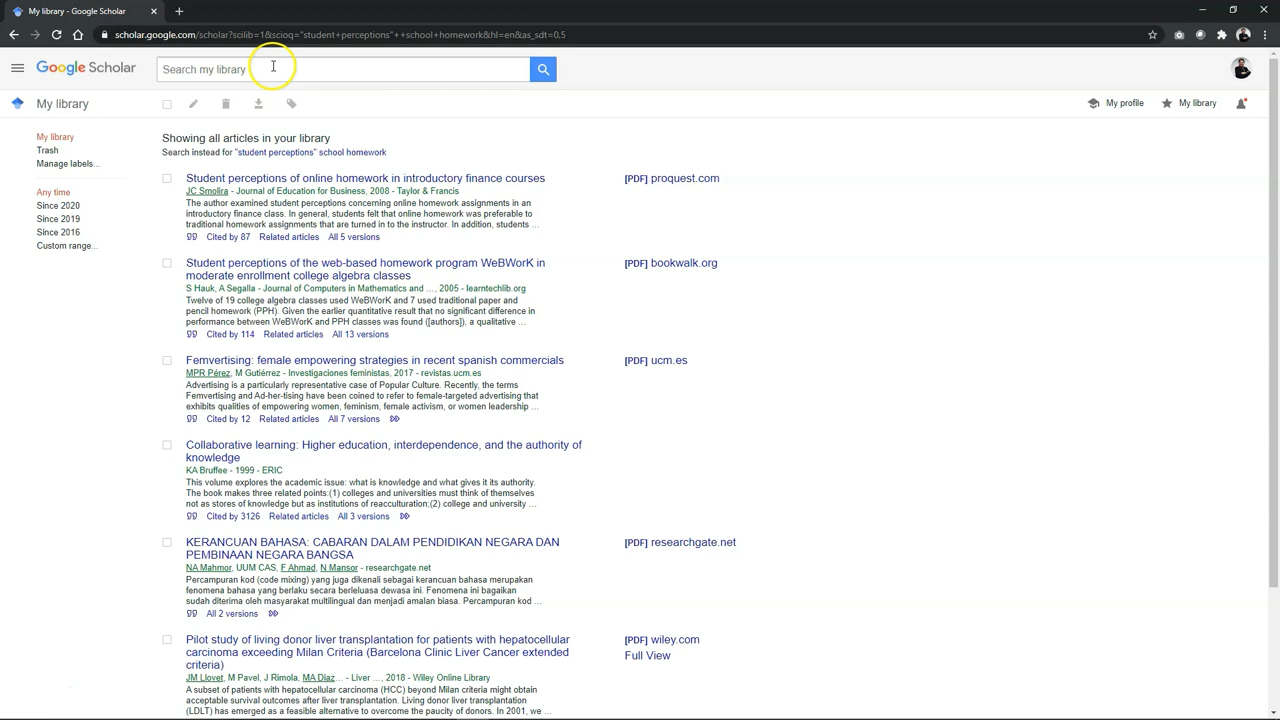 My library - Google Scholar
scholar.google.com/scholar?scilib=1&scioq="student+perceptions"++school+homework&hl=en&as_sdt=0,5
Google Scholar
Search my library
My library
My profile
My library
My library
Trash
Manage labels...
Any time
Since 2020
Since 2019
Since 2016
Custom range...
Showing all articles in your library
Search instead for "student perceptions" school homework
Student perceptions of online homework in introductory finance courses
[PDF] proquest.com
JC Smolira - Journal of Education for Business, 2008 - Taylor & Francis
The author examined student perceptions concerning online homework assignments in an
introductory finance class. In general, students felt that online homework was preferable to
traditional homework assignments that are turned in to the instructor. In addition, students ...
Cited by 87 Related articles All 5 versions
Student perceptions of the web-based homework program WeBWorK in
moderate enrollment college algebra classes
[PDF] bookwalk.org
S Hauk, A Segalla - Journal of Computers in Mathematics and ..., 2005 - learntechlib.org
Twelve of 19 college algebra classes used WeBWorK and 7 used traditional paper and
pencil homework (PPH). Given the earlier quantitative result that no significant difference in
performance between WeBWorK and PPH classes was found ([authors]), a qualitative ...
Cited by 114 Related articles All 13 versions
Femvertising: female empowering strategies in recent spanish commercials
[PDF] ucm.es
MPR Pérez, M Gutiérrez - Investigaciones feministas, 2017 - revistas.ucm.es
Advertising is a particularly representative case of Popular Culture. Recently, the terms
Femvertising and Ad-her-tising have been coined to refer to female-targeted advertising that
exhibits qualities of empowering women, feminism, female activism, or women leadership ...
Cited by 12 Related articles All 7 versions
Collaborative learning: Higher education, interdependence, and the authority of
knowledge
KA Bruffee - 1999 - ERIC
This volume explores the academic issue: what is knowledge and what gives it its authority.
The book makes three related points:(1) colleges and universities must think of themselves
not as stores of knowledge but as institutions of reacculturation;(2) college and university ...
Cited by 3126 Related articles All 3 versions
KERANCUAN BAHASA: CABARAN DALAM PENDIDIKAN NEGARA DAN
PEMBINAAN NEGARA BANGSA
[PDF] researchgate.net
NA Mahmor, UUM CAS, F Ahmad, N Mansor - researchgate.net
Percampuran kod (code mixing) yang juga dikenali sebagai kerancuan bahasa merupakan
fenomena bahasa yang berlaku secara berleluasa dewasa ini. Fenomena ini bagaikan
sudah diterima oleh masyarakat multilingual dan menjadi amalan biasa. Percampuran kod ...
All 2 versions
Pilot study of living donor liver transplantation for patients with hepatocellular
carcinoma exceeding Milan Criteria (Barcelona Clinic Liver Cancer extended
criteria)
[PDF] wiley.com
Full View
JM Llovet, M Pavel, J Rimola, MA Diaz... - Liver ..., 2018 - Wiley Online Library
A subset of patients with hepatocellular carcinoma (HCC) beyond Milan criteria might obtain
acceptable survival outcomes after liver transplantation. Living donor liver transplantation
(LDLT) has emerged as a feasible alternative to overcome the paucity of donors. In 2001, we ...